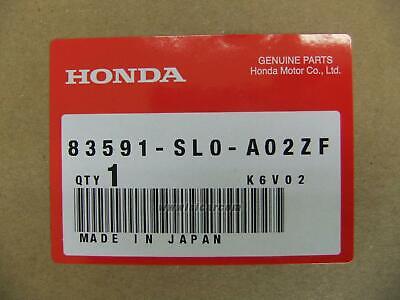 HONDA
GENUINE PARTS
Honda Motor Co., Ltd.
83591-SL0-A02ZF
QTY 1 K6V02
MADE IN JAPAN